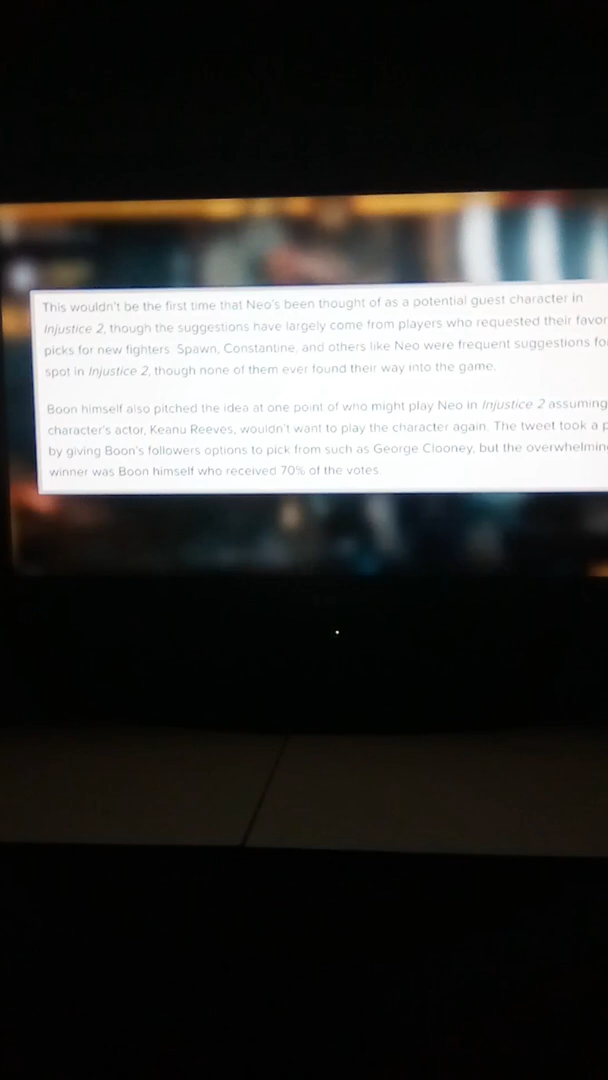 This wouldn't be the first time that Neo's been thought of as a potential guest character in
Injustice 2, though the suggestions have largely come from players who requested their favor
picks for new fighters. Spawn, Constantine, and others like Neo were frequent suggestions fo
spot in Injustice 2, though none of them ever found their way into the game.
Boon himself also pitched the idea at one point of who might play Neo in Injustice 2 assuming
character's actor, Keanu Reeves, wouldn't want to play the character again. The tweet took a p
by giving Boon's followers options to pick from such as George Clooney, but the overwhelming
winner was Boon himself who received 70% of the votes